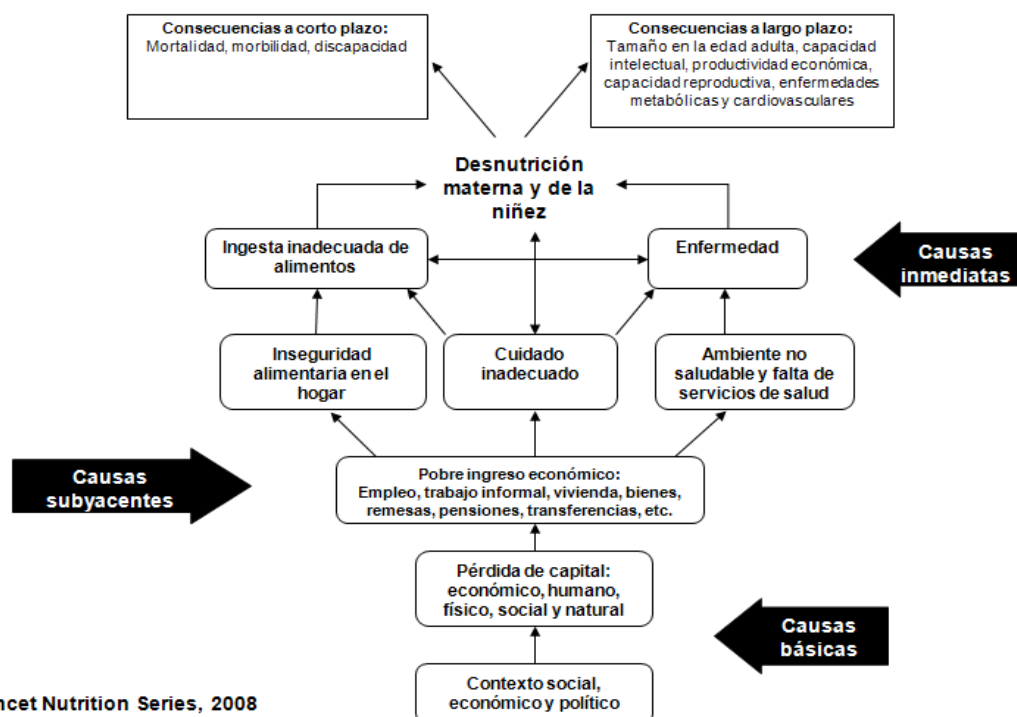 Consecuencias a corto plazo:
Mortalidad, morbilidad, discapacidad
Consecuencias a largo plazo:
Tamaño en la edad adulta, capacidad
intelectual, productividad económica,
capacidad reproductiva, enfermedades
metabólicas y cardiovasculares
Desnutrición
materna y de la
niñez
Ingesta inadecuada de
alimentos
Enfermedad
Causas
inmediatas
Inseguridad
alimentaria en el
hogar
Cuidado
inadecuado
Ambiente no
saludable y falta de
servicios de salud
Causas
subyacentes
Pobre ingreso económico:
Empleo, trabajo informal, vivienda, bienes,
remesas, pensiones, transferencias, etc.
Pérdida de capital:
económico, humano,
físico, social y natural
Causas
básicas
Contexto social,
económico y político
ncet Nutrition Series, 2008